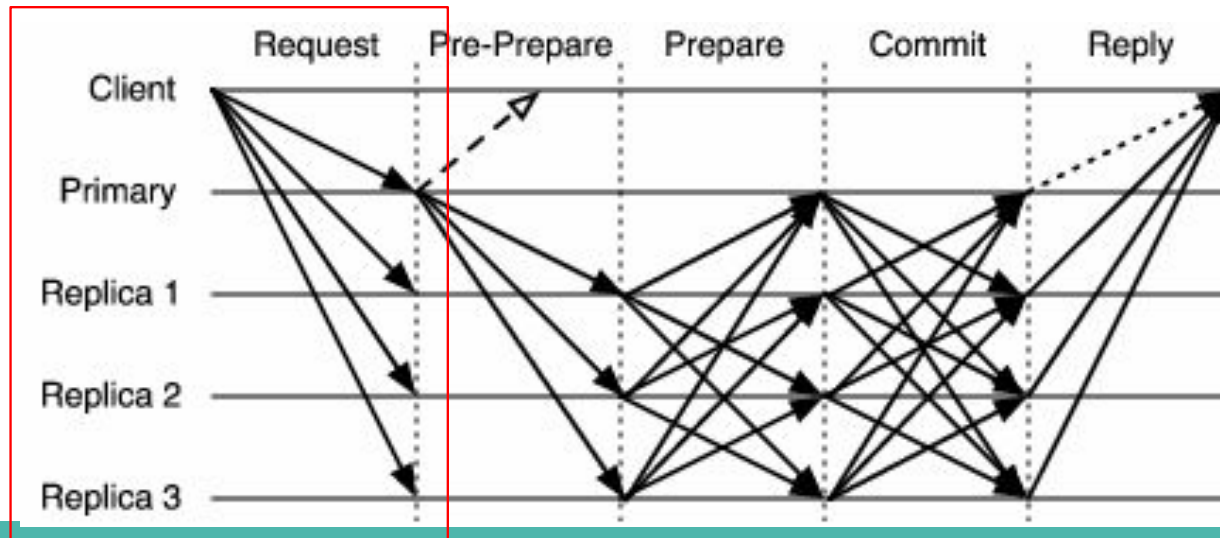 Request Pre-Prepare Prepare Commit Reply
Client
Primary
Replica 1
Replica 2
Replica 3